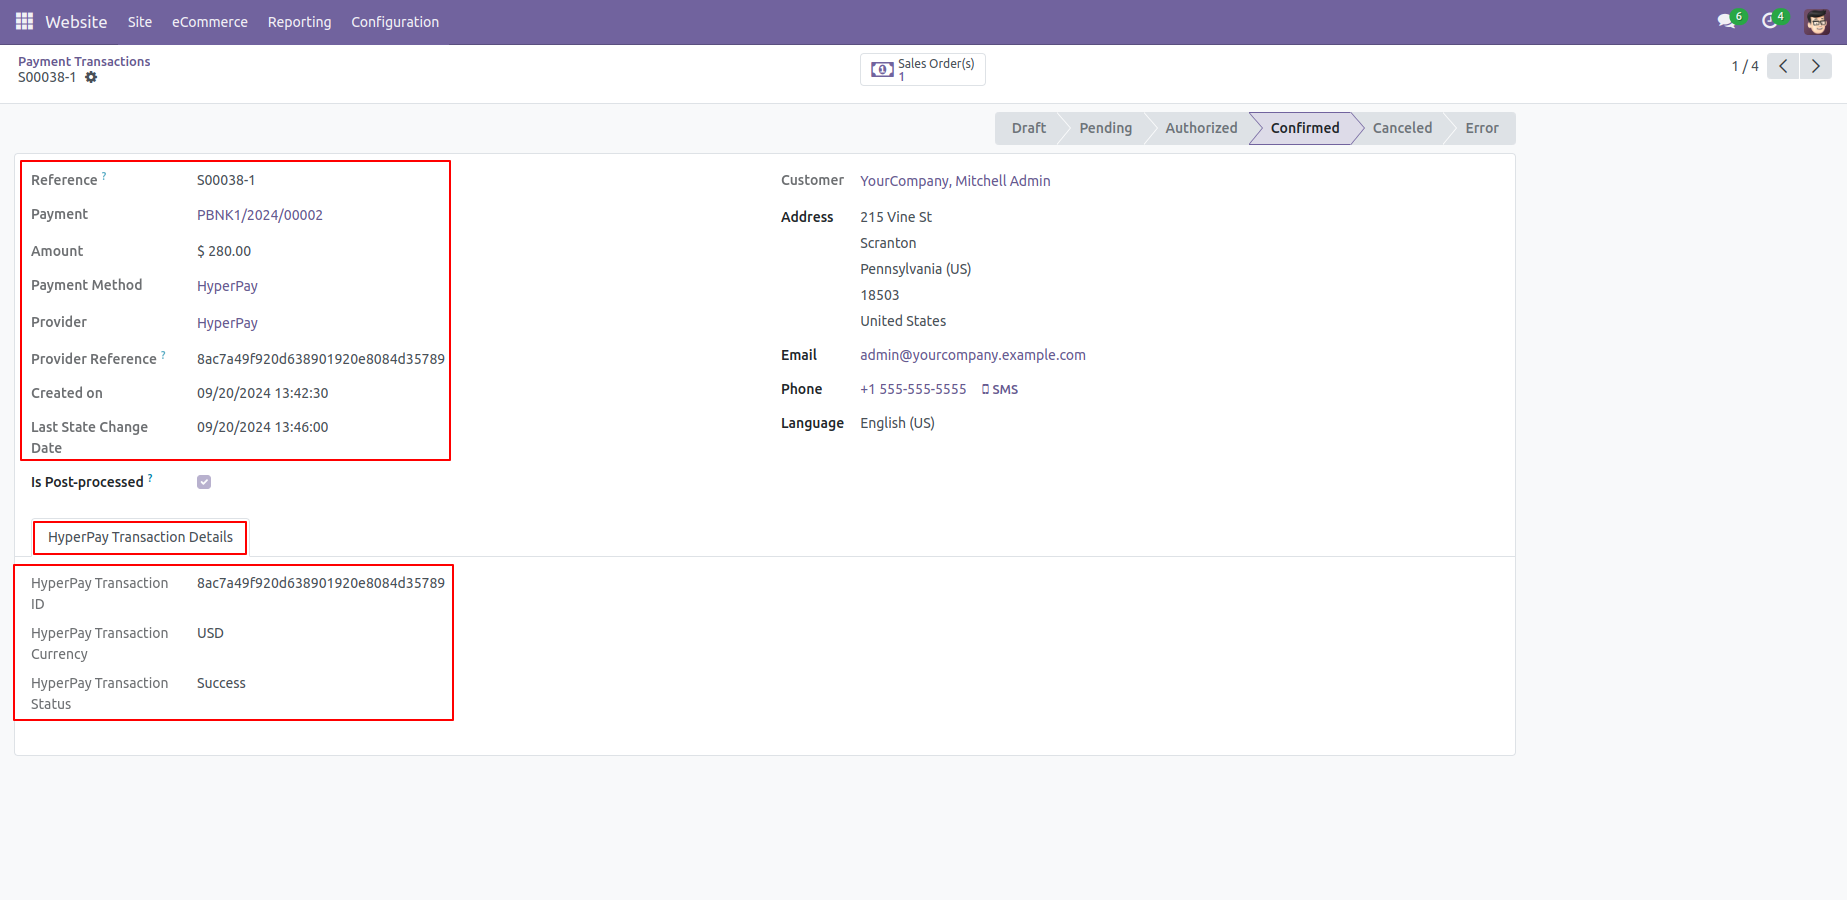 Website Site eCommerce Reporting Configuration 6 4
Payment Transactions
S00038-1
Sales Order(s)
1
1 / 4
Draft Pending Authorized Confirmed Canceled Error
Reference ? S00038-1
Payment PBNK1/2024/00002
Amount $ 280.00
Payment Method HyperPay
Provider HyperPay
Provider Reference ? 8ac7a49f920d638901920e8084d35789
Created on 09/20/2024 13:42:30
Last State Change 09/20/2024 13:46:00
Date
Is Post-processed ?
Customer YourCompany, Mitchell Admin
Address 215 Vine St
Scranton
Pennsylvania (US)
18503
United States
Email admin@yourcompany.example.com
Phone +1 555-555-5555 SMS
Language English (US)
HyperPay Transaction Details
HyperPay Transaction 8ac7a49f920d638901920e8084d35789
ID
HyperPay Transaction USD
Currency
HyperPay Transaction Success
Status